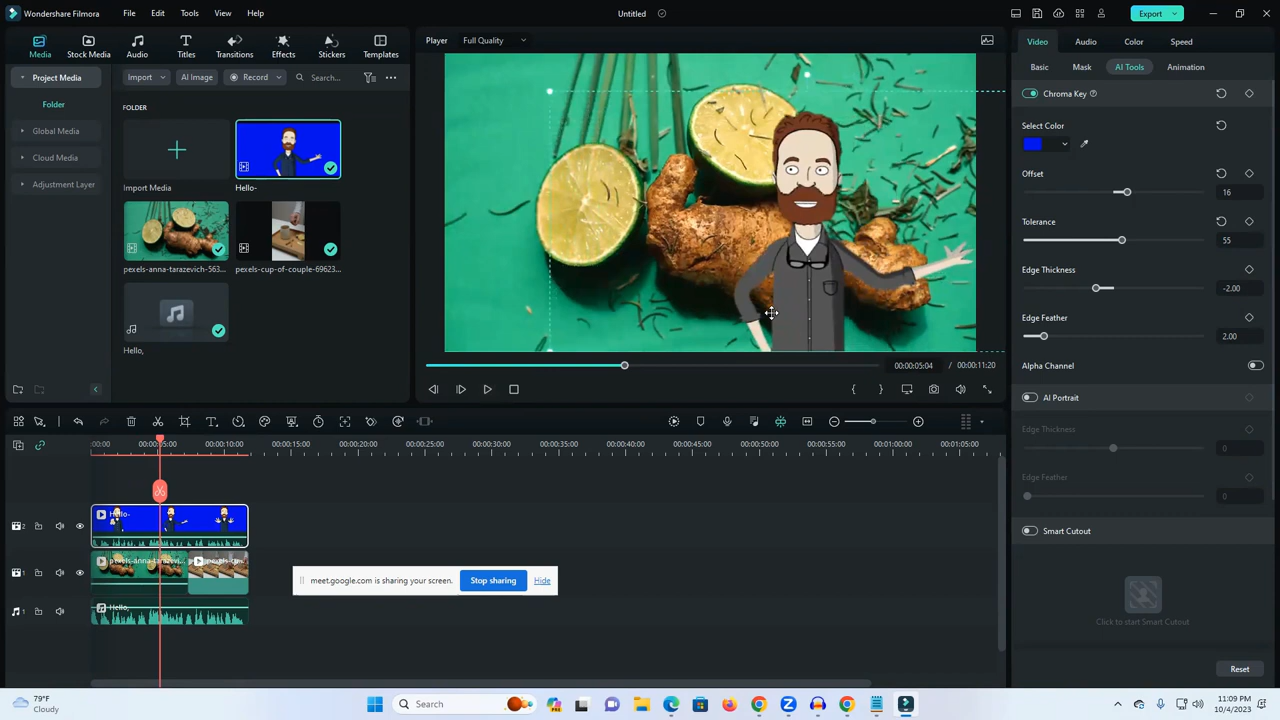 Wondershare Filmora File Edit Tools View Help Untitled Export
Media Stock Media Audio Titles Transitions Effects Stickers Templates
Player Full Quality
Video Audio Color Speed
Basic Mask AI Tools Animation
Project Media
Folder
Global Media
Cloud Media
Adjustment Layer
Import AI Image Record Search...
FOLDER
Import Media
Hello-
pexels-anna-tarazevich-563...
pexels-cup-of-couple-69623...
Hello,
Chroma Key
Select Color
Offset
16
Tolerance
55
Edge Thickness
-2.00
Edge Feather
2.00
Alpha Channel
AI Portrait
Edge Thickness
0
Edge Feather
0
Smart Cutout
Click to start Smart Cutout
Reset
00:00:05:04 / 00:00:11:20
:00:00 00:00:05:00 00:00:10:00 00:00:15:00 00:00:20:00 00:00:25:00 00:00:30:00 00:00:35:00 00:00:40:00 00:00:45:00 00:00:50:00 00:00:55:00 00:01:00:00 00:01:05:00
2
Hello-
1
pexels-anna-tarazevi...
1
Hello,
meet.google.com is sharing your screen. Stop sharing Hide
79°F
Cloudy
Search
11:09 PM
10/4/2023